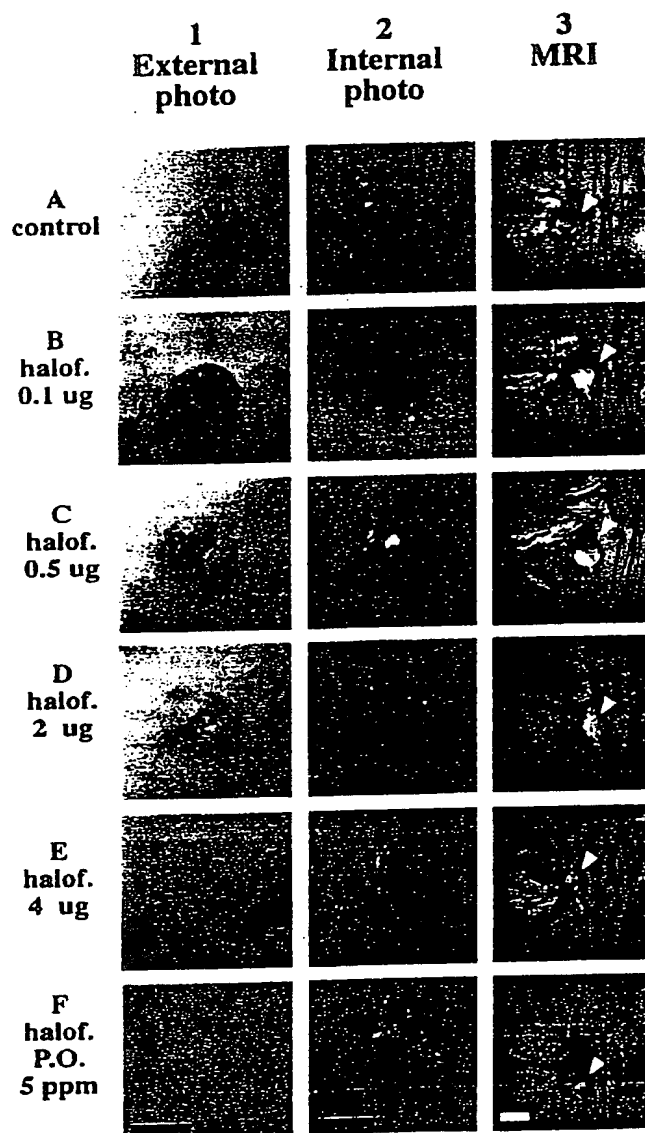 1
External
photo
2
Internal
photo
3
MRI
A
control
B
halof.
0.1 ug
C
halof.
0.5 ug
D
halof.
2 ug
E
halof.
4 ug
F
halof.
P.O.
5 ppm